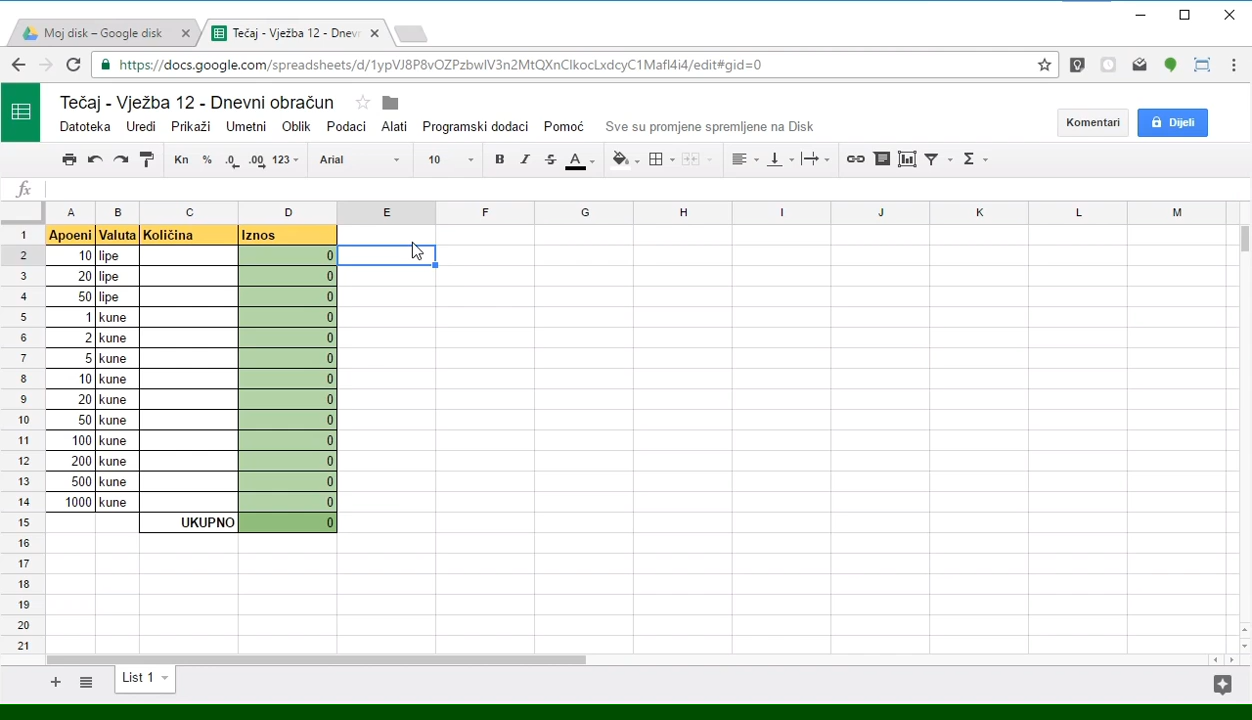 Moj disk – Google disk
Tečaj - Vježba 12 - Dnevn
https://docs.google.com/spreadsheets/d/1ypVJ8P8vOZPzbwIV3n2MtQXnClkocLxdcyC1Mafl4i4/edit#gid=0
Tečaj - Vježba 12 - Dnevni obračun
Datoteka Uredi Prikaži Umetni Oblik Podaci Alati Programski dodaci Pomoć Sve su promjene spremljene na Disk
Komentari
Dijeli
Kn % .0 .00 123 Arial 10 B I S A Σ
fx
A B C D E F G H I J K L M
1 Apoeni Valuta Količina Iznos
2 10 lipe 0
3 20 lipe 0
4 50 lipe 0
5 1 kune 0
6 2 kune 0
7 5 kune 0
8 10 kune 0
9 20 kune 0
10 50 kune 0
11 100 kune 0
12 200 kune 0
13 500 kune 0
14 1000 kune 0
15 UKUPNO 0
16
17
18
19
20
21
List 1